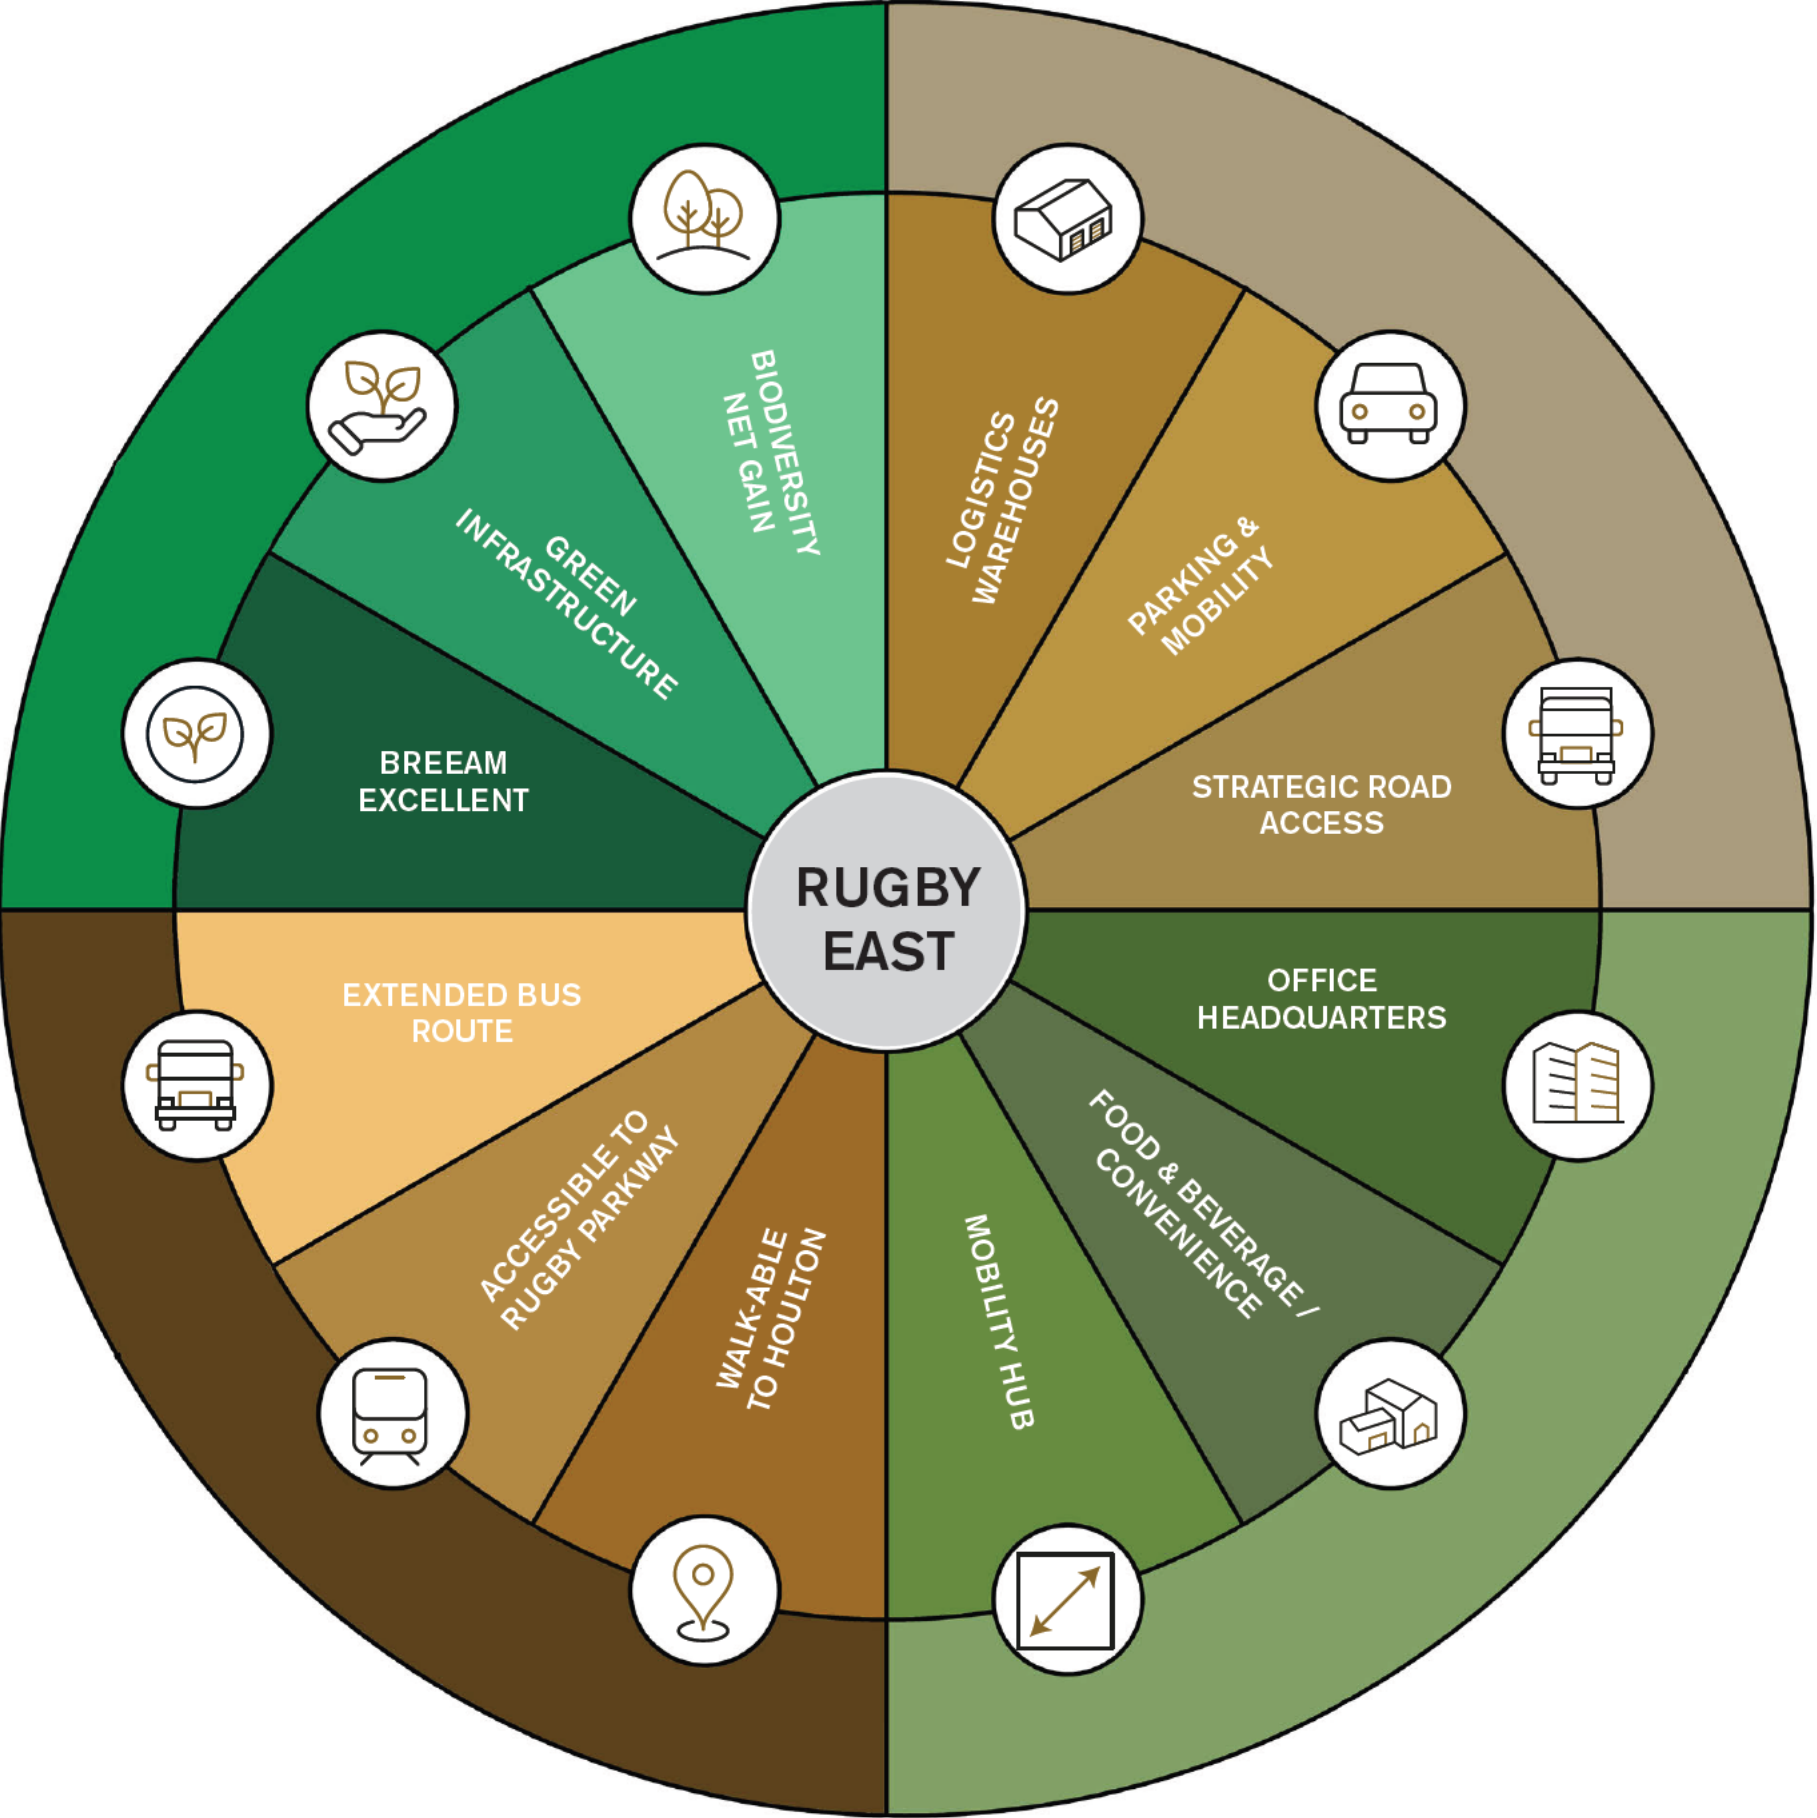 RUGBY
EAST
LOGISTICS
WAREHOUSES
PARKING &
MOBILITY
STRATEGIC ROAD
ACCESS
OFFICE
HEADQUARTERS
FOOD & BEVERAGE /
CONVENIENCE
MOBILITY HUB
WALK-ABLE
TO HOULTON
ACCESSIBLE TO
RUGBY PARKWAY
EXTENDED BUS
ROUTE
BREEAM
EXCELLENT
GREEN
INFRASTRUCTURE
BIODIVERSITY
NET GAIN